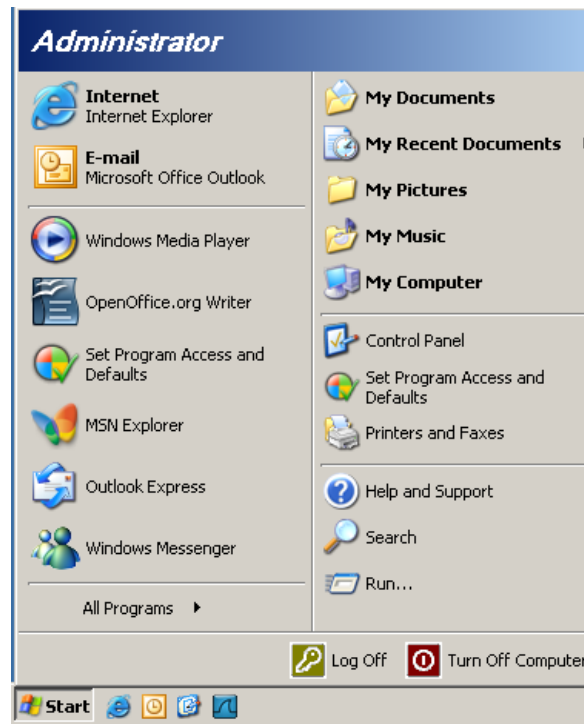 Administrator
Internet
Internet Explorer
E-mail
Microsoft Office Outlook
Windows Media Player
OpenOffice.org Writer
Set Program Access and
Defaults
MSN Explorer
Outlook Express
Windows Messenger
All Programs
My Documents
My Recent Documents
My Pictures
My Music
My Computer
Control Panel
Set Program Access and
Defaults
Printers and Faxes
Help and Support
Search
Run...
Log Off
Turn Off Computer
Start